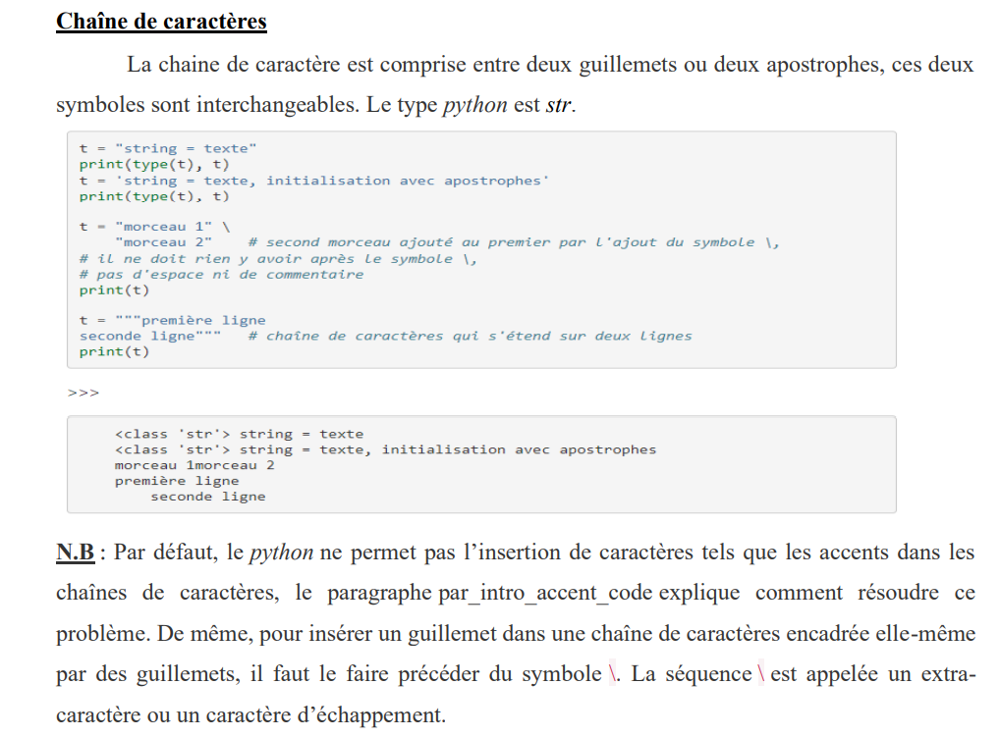 Chaîne de caractères
La chaine de caractère est comprise entre deux guillemets ou deux apostrophes, ces deux
symboles sont interchangeables. Le type python est str.
t = "string = texte"
print(type(t), t)
t = 'string = texte, initialisation avec apostrophes'
print(type(t), t)
t = "morceau 1" \
"morceau 2"    # second morceau ajouté au premier par l'ajout du symbole \,
# il ne doit rien y avoir après le symbole \,
# pas d'espace ni de commentaire
print(t)
t = """première ligne
seconde ligne"""   # chaîne de caractères qui s'étend sur deux lignes
print(t)
>>>
<class 'str'> string = texte
<class 'str'> string = texte, initialisation avec apostrophes
morceau 1morceau 2
première ligne
seconde ligne
N.B : Par défaut, le python ne permet pas l’insertion de caractères tels que les accents dans les
chaînes de caractères, le paragraphe par_intro_accent_code explique comment résoudre ce
problème. De même, pour insérer un guillemet dans une chaîne de caractères encadrée elle-même
par des guillemets, il faut le faire précéder du symbole \. La séquence \ est appelée un extra-
caractère ou un caractère d’échappement.